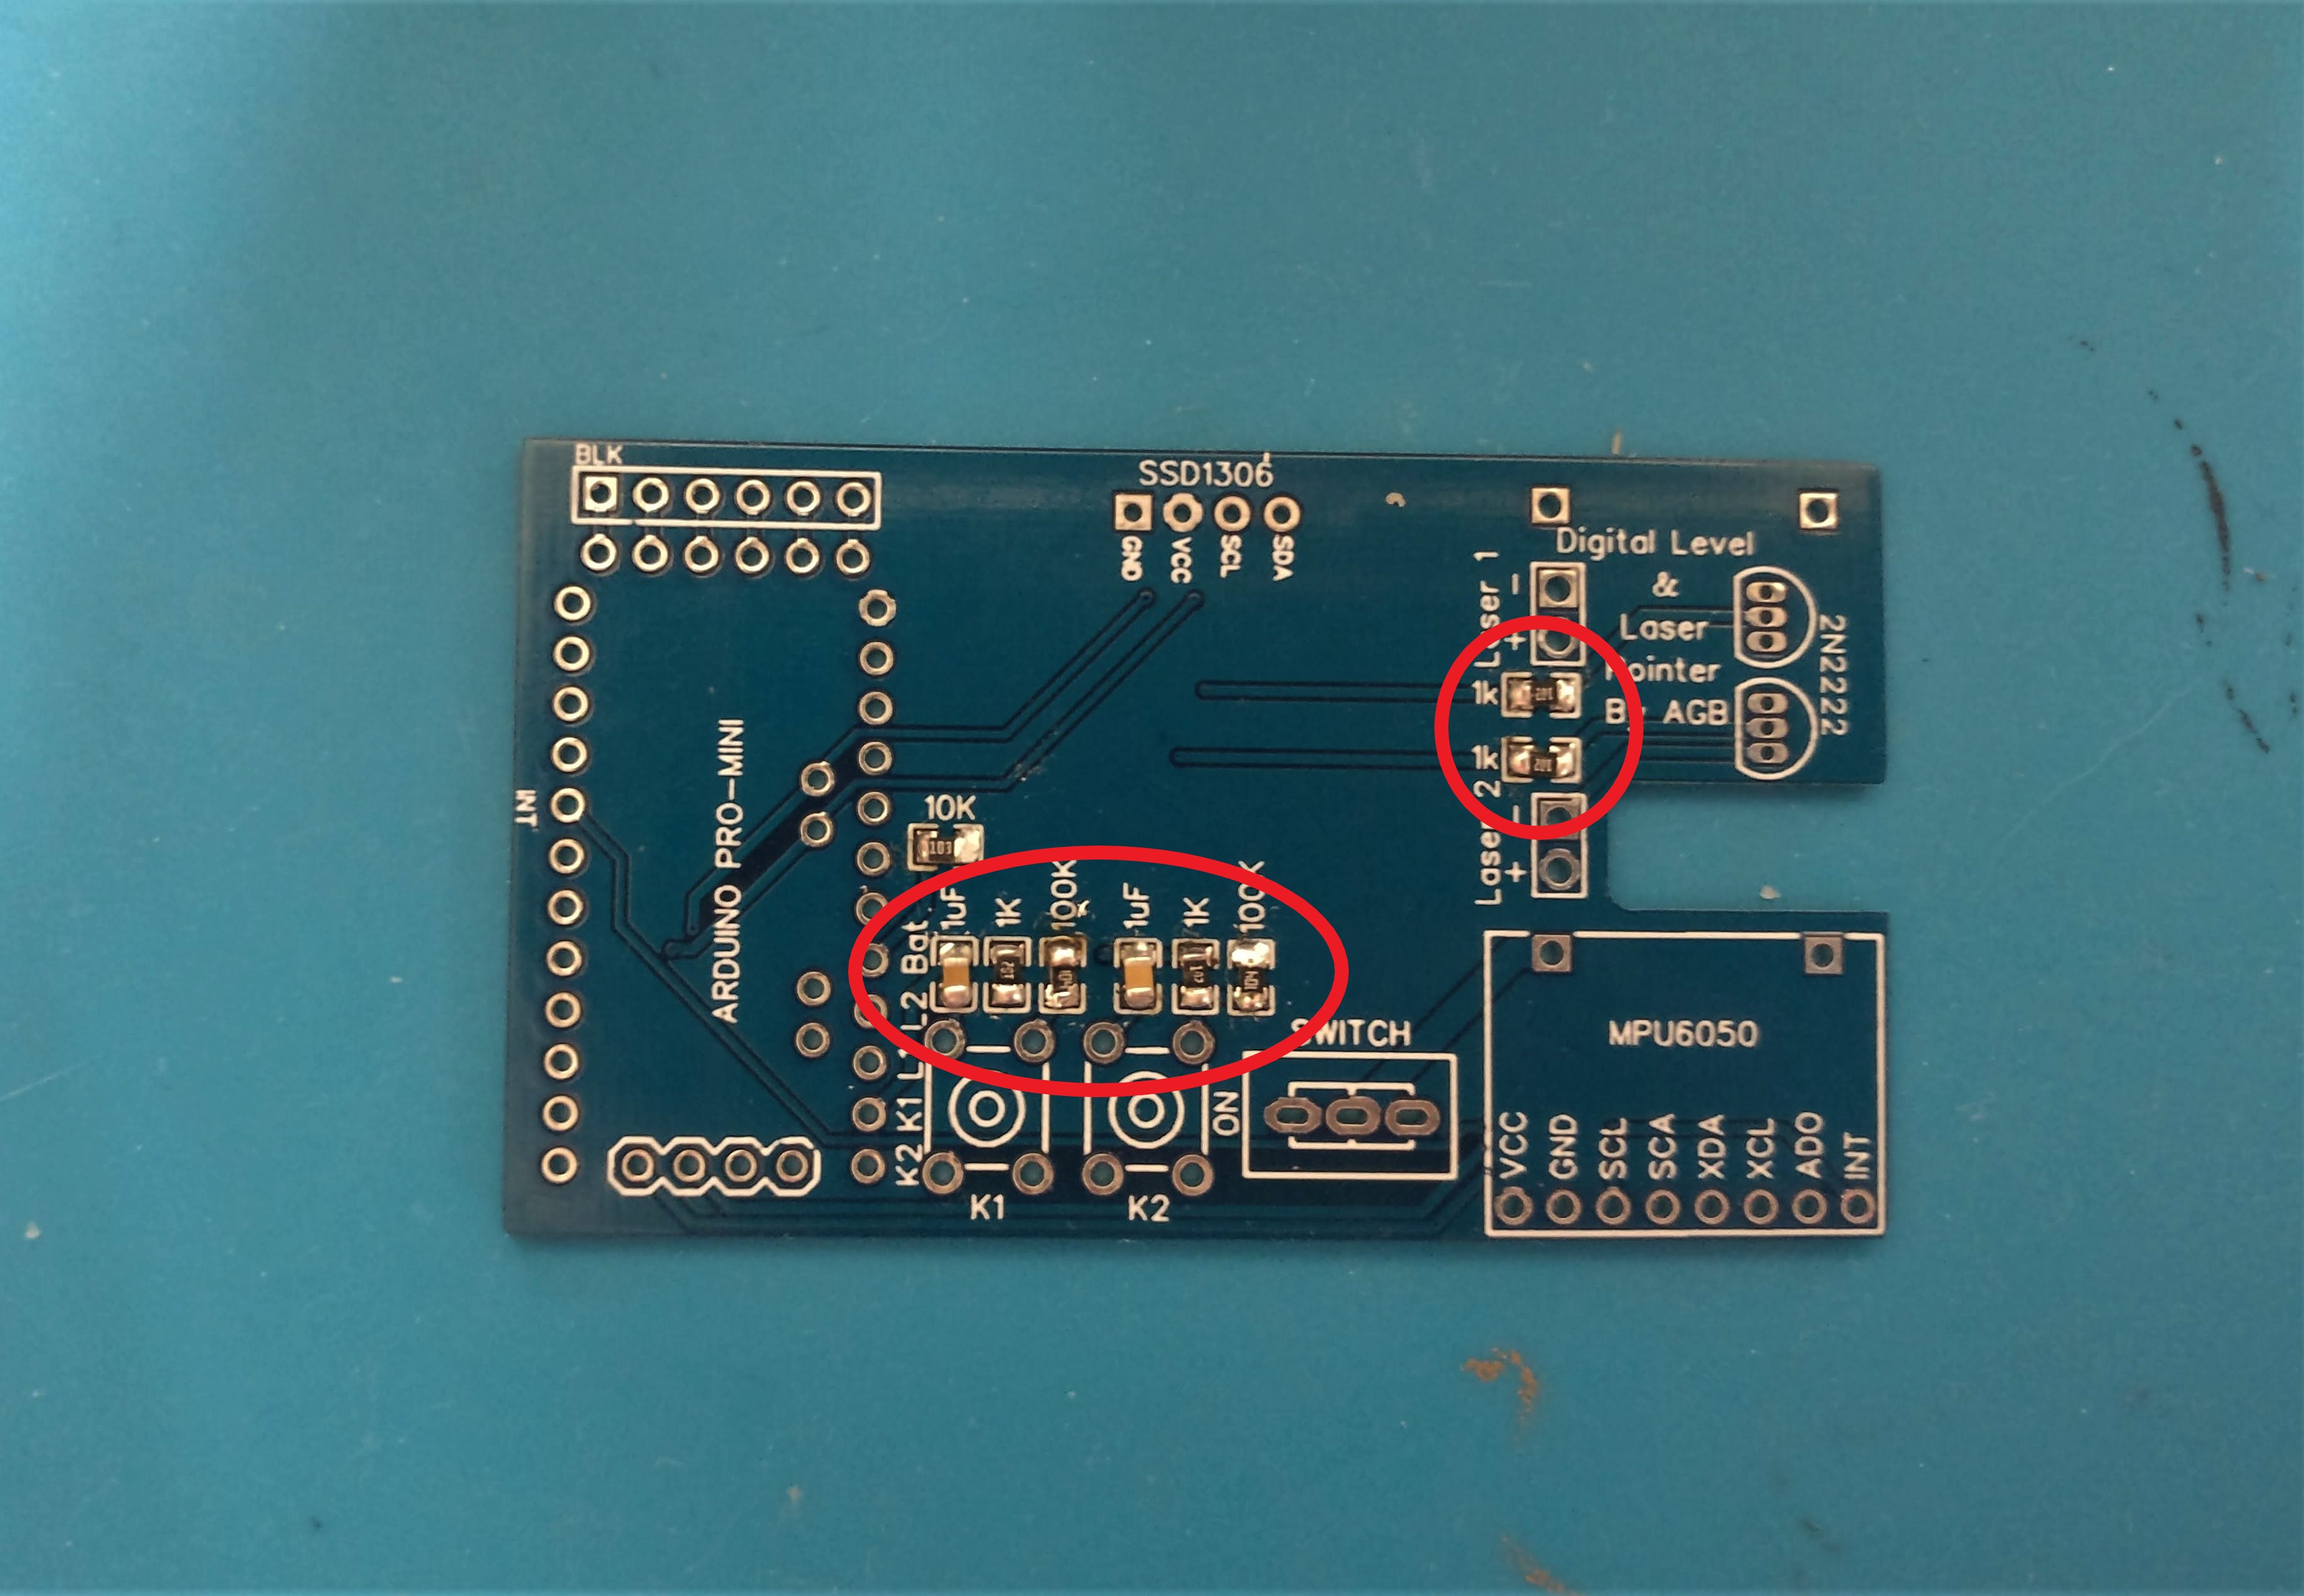 BLK
SSD1306
GND
VCC
SCL
SDA
Digital Level
&
Laser
Pointer
By AGB
Laser 1
-
+
1k
1k
Laser 2
-
+
2N2222
INT
ARDUINO PRO-MINI
10K
103
1uF
1K
100K
1uF
1K
100K
102
Bat
L2
L1
K1
K2
K1
K2
SWITCH
ON
MPU6050
VCC
GND
SCL
SCA
XDA
XCL
ADO
INT